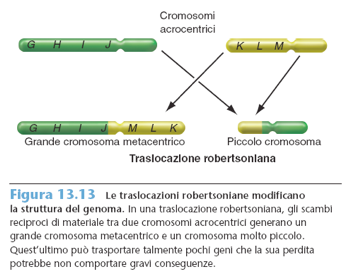 Cromosomi
acrocentrici
G H I J K L M
G H I J M L K
Grande cromosoma metacentrico Piccolo cromosoma
Traslocazione robertsoniana
Figura 13.13 Le traslocazioni robertsoniane modificano
la struttura del genoma. In una traslocazione robertsoniana, gli scambi
reciproci di materiale tra due cromosomi acrocentrici generano un
grande cromosoma metacentrico e un cromosoma molto piccolo.
Quest'ultimo può trasportare talmente pochi geni che la sua perdita
potrebbe non comportare gravi conseguenze.